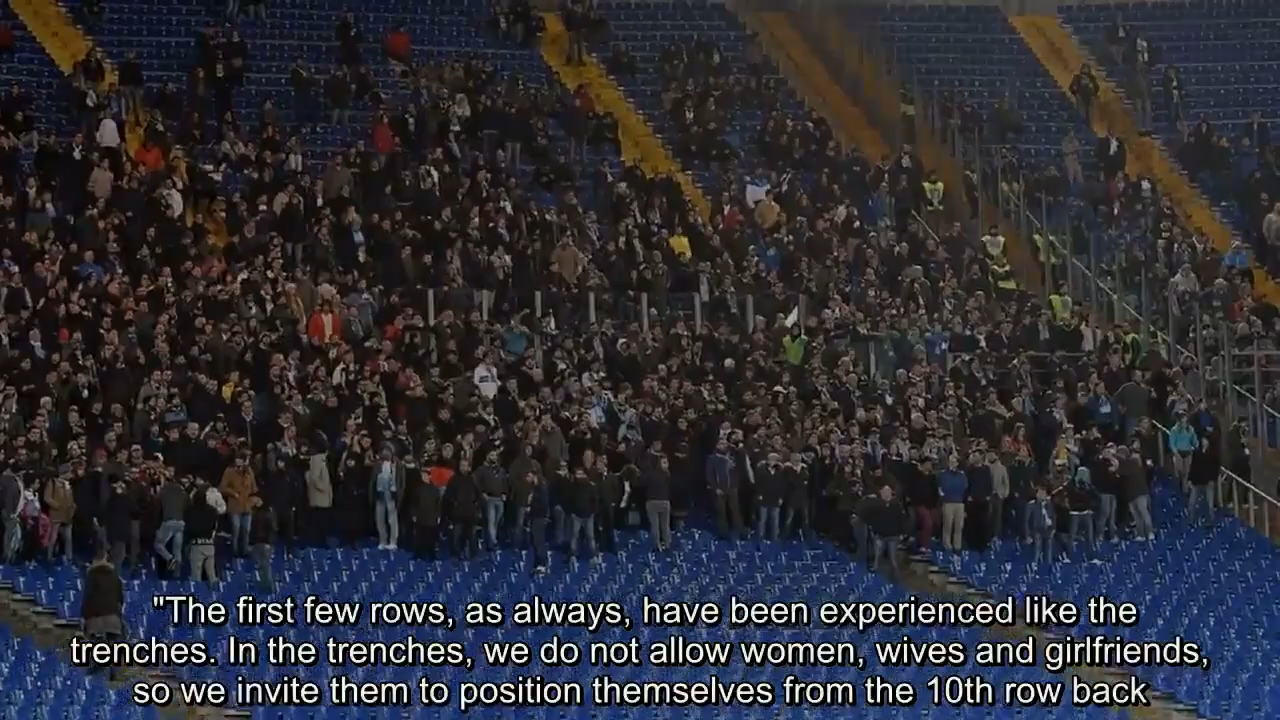 "The first few rows, as always, have been experienced like the
trenches. In the trenches, we do not allow women, wives and girlfriends,
so we invite them to position themselves from the 10th row back